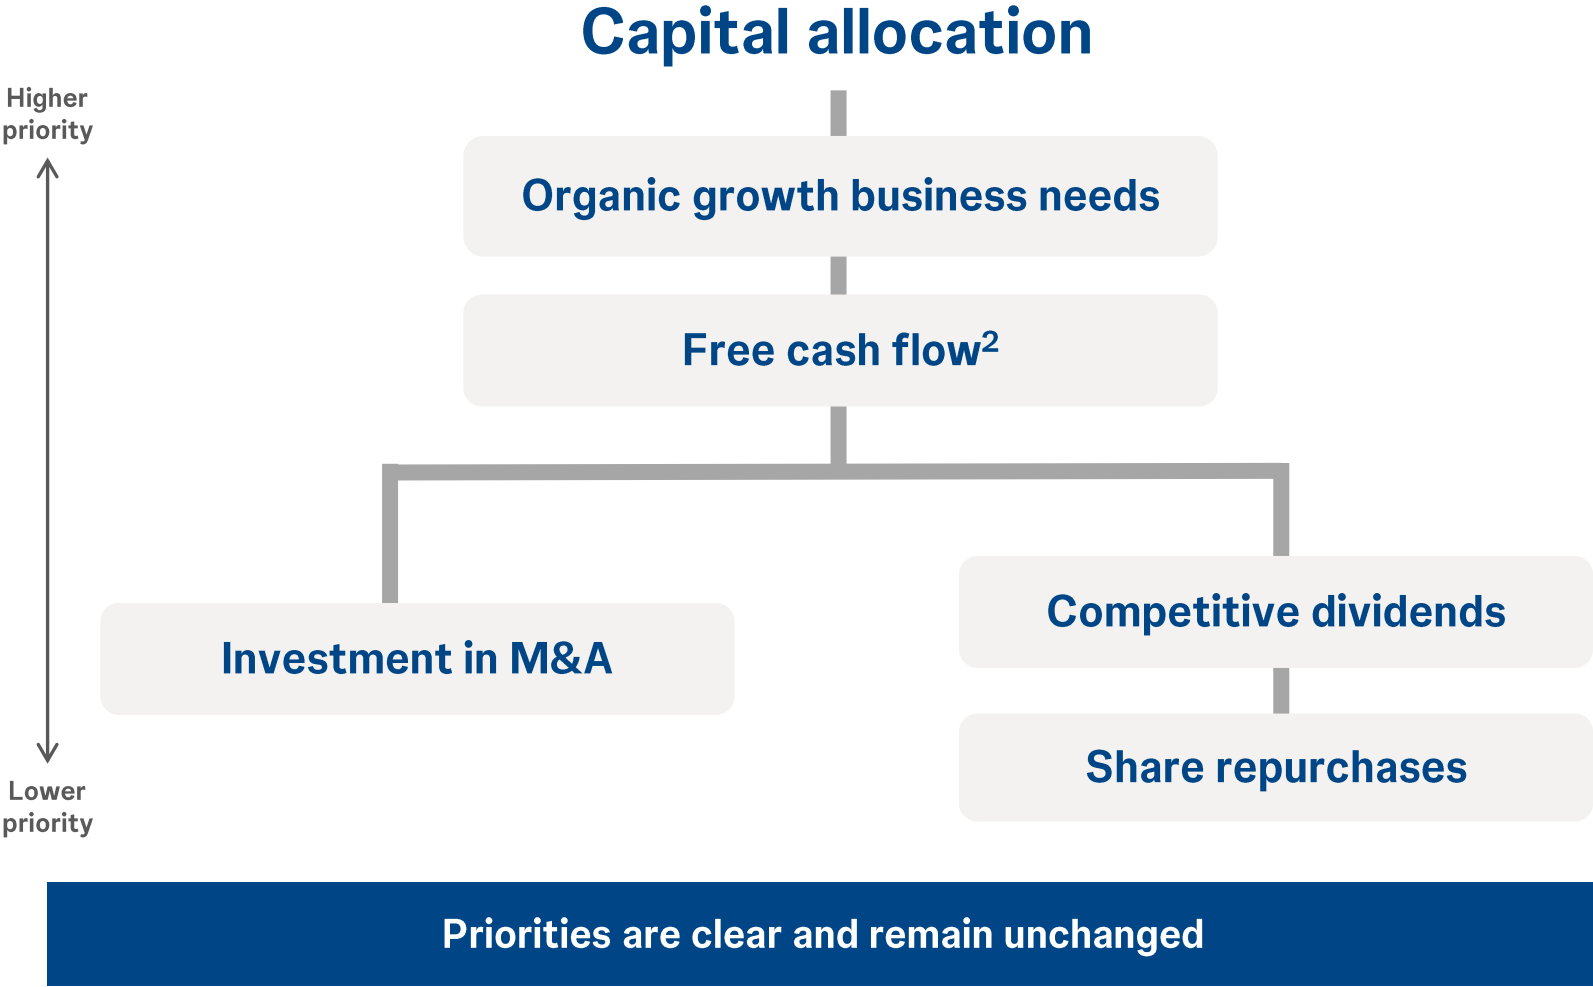 Capital allocation
Higher
priority
Organic growth business needs
Free cash flow²
Competitive dividends
Investment in M&A
Share repurchases
Lower
priority
Priorities are clear and remain unchanged